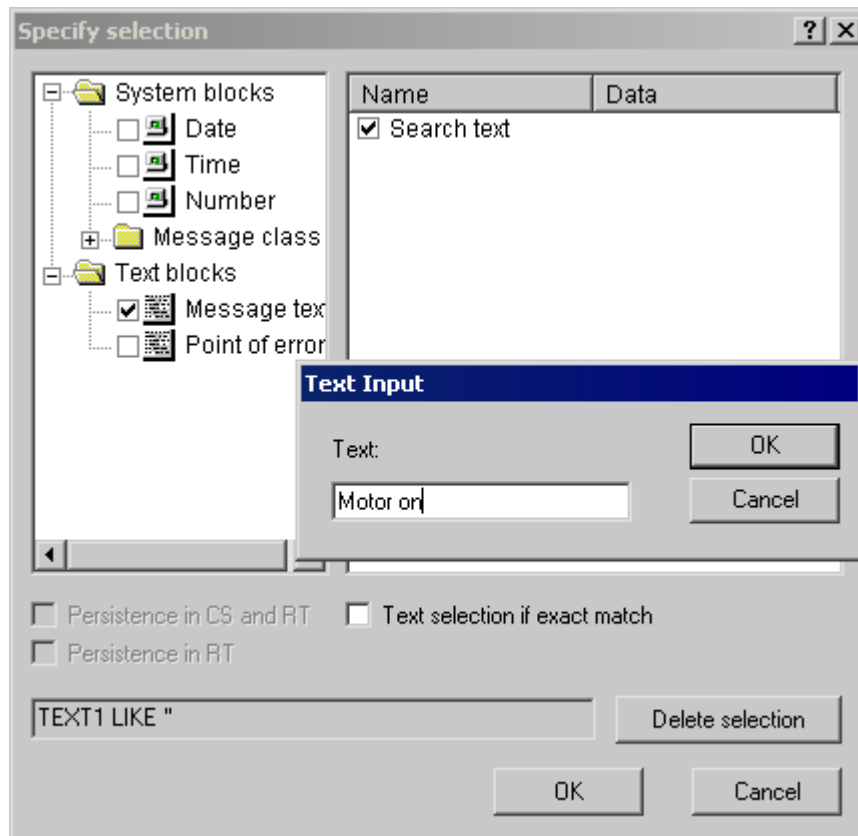 Specify selection
System blocks
Date
Time
Number
Message class
Text blocks
Message tex
Point of error
Name Data
Search text
Text Input
Text:
Motor on
OK
Cancel
Persistence in CS and RT
Text selection if exact match
Persistence in RT
TEXT1 LIKE "
Delete selection
OK
Cancel